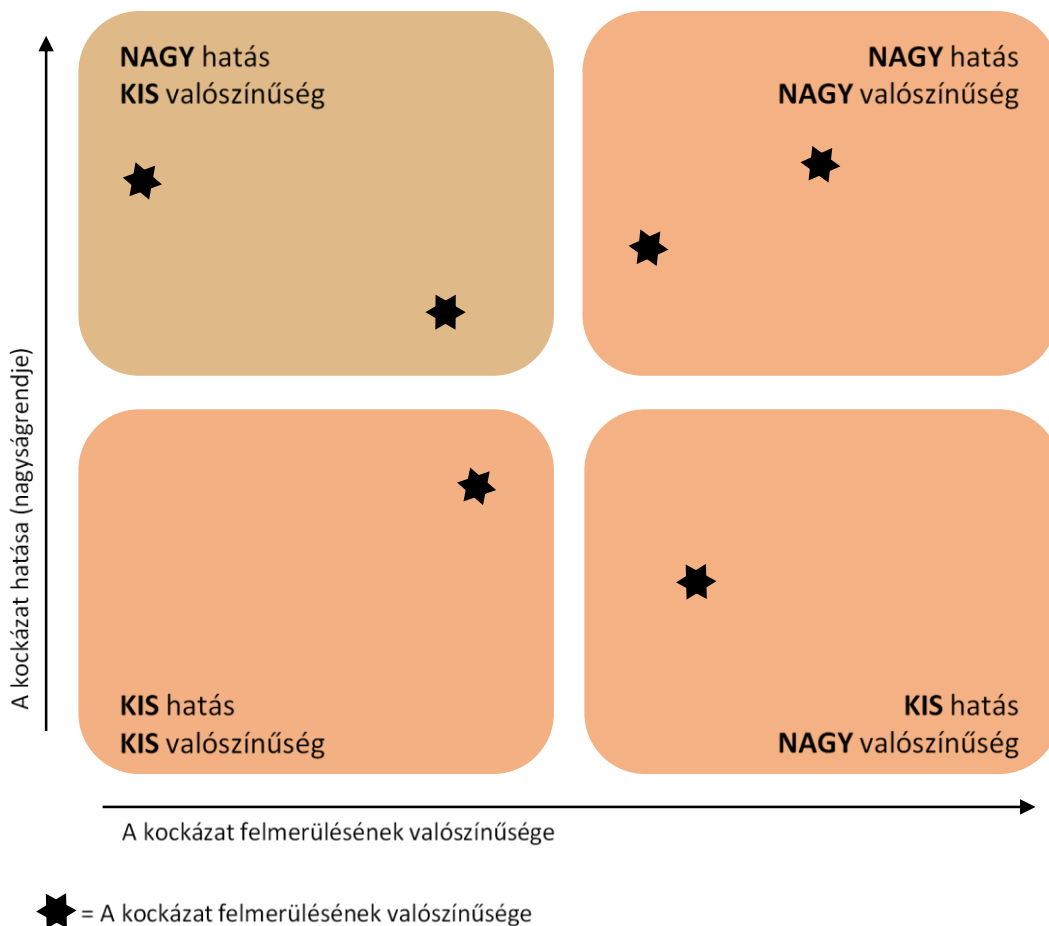 NAGY hatás
KIS valószínűség
NAGY hatás
NAGY valószínűség
A kockázat hatása (nagyságrendje)
KIS hatás
KIS valószínűség
KIS hatás
NAGY valószínűség
A kockázat felmerülésének valószínűsége
= A kockázat felmerülésének valószínűsége